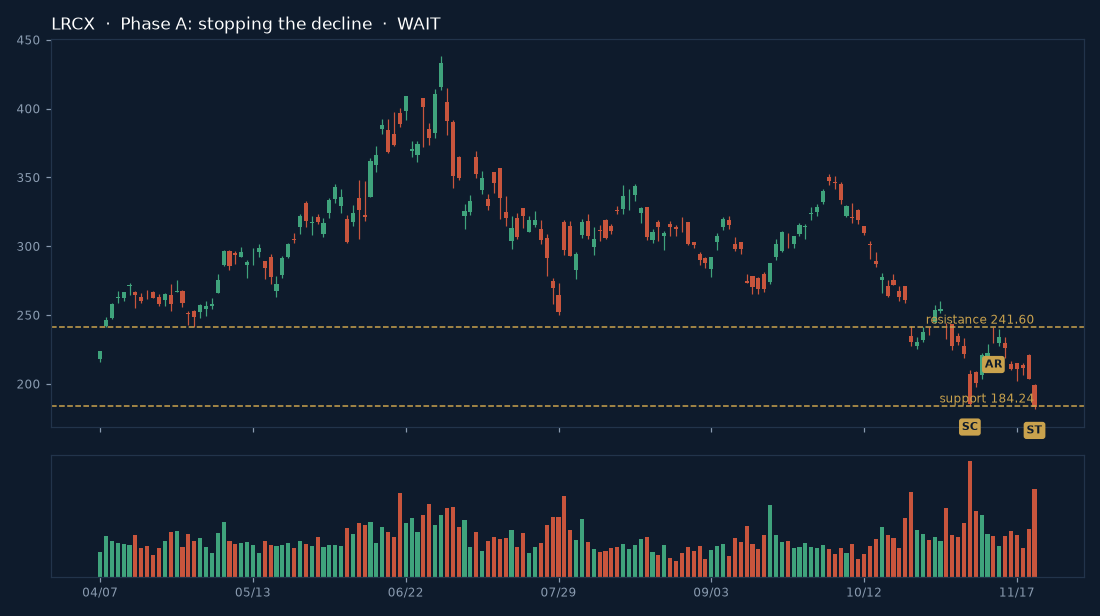 LRCX · Phase A: stopping the decline · WAIT
450
400
350
300
250
200
resistance 241.60
AR
support 184.24
SC
ST
04/07
05/13
06/22
07/29
09/03
10/12
11/17